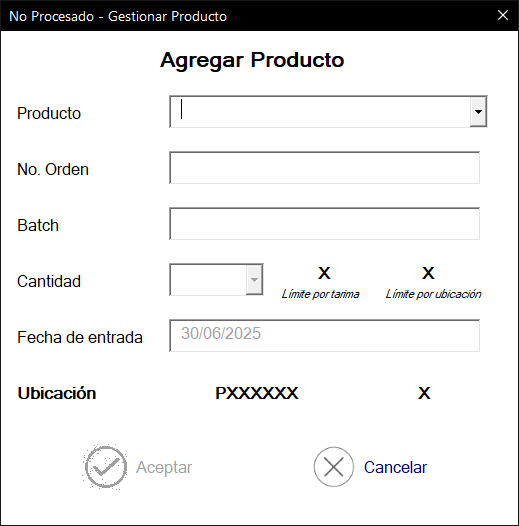 No Procesado - Gestionar Producto
Agregar Producto
Producto
No. Orden
Batch
Cantidad X X
Límite por tarima Límite por ubicación
Fecha de entrada 30/06/2025
Ubicación PXXXXXX X
Aceptar Cancelar